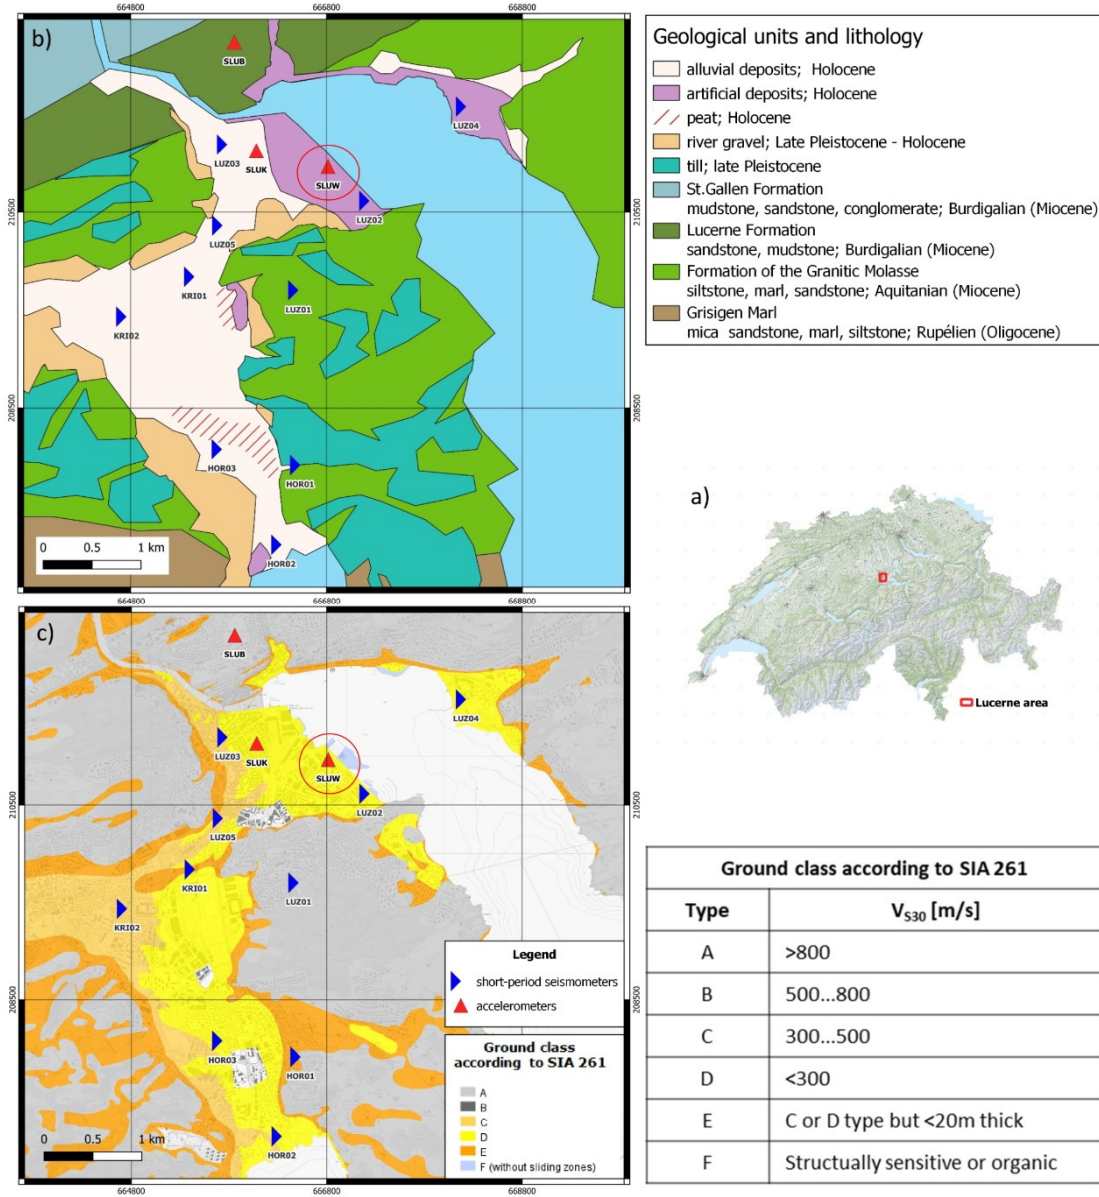 664800
666800
668800
b)
SLUB
LUZ04
LUZ03
SLUK
SLUW
LUZ02
210500
210500
LUZ05
KRI01
LUZ01
KRI02
208500
208500
HOR03
HOR01
HOR02
0 0.5 1 km
Geological units and lithology
alluvial deposits; Holocene
artificial deposits; Holocene
peat; Holocene
river gravel; Late Pleistocene - Holocene
till; late Pleistocene
St.Gallen Formation
mudstone, sandstone, conglomerate; Burdigalian (Miocene)
Lucerne Formation
sandstone, mudstone; Burdigalian (Miocene)
Formation of the Granitic Molasse
siltstone, marl, sandstone; Aquitanian (Miocene)
Grisigen Marl
mica sandstone, marl, siltstone; Rupélien (Oligocene)
a)
Lucerne area
c)
SLUB
LUZ04
LUZ03
SLUK
SLUW
LUZ02
210500
210500
LUZ05
KRI01
LUZ01
KRI02
208500
208500
HOR03
HOR01
HOR02
0 0.5 1 km
664800
666800
668800
Legend
short-period seismometers
accelerometers
Ground class
according to SIA 261
A
B
C
D
E
F (without sliding zones)
Ground class according to SIA 261
Type VS30 [m/s]
A >800
B 500...800
C 300...500
D <300
E C or D type but <20m thick
F Structually sensitive or organic